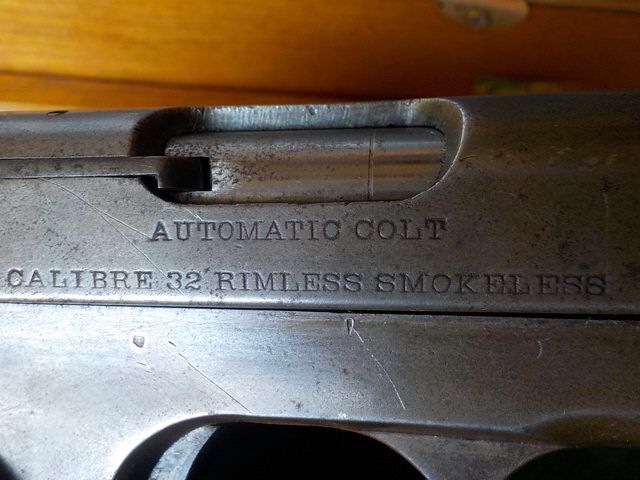 AUTOMATIC COLT
CALIBRE 32 RIMLESS SMOKELESS